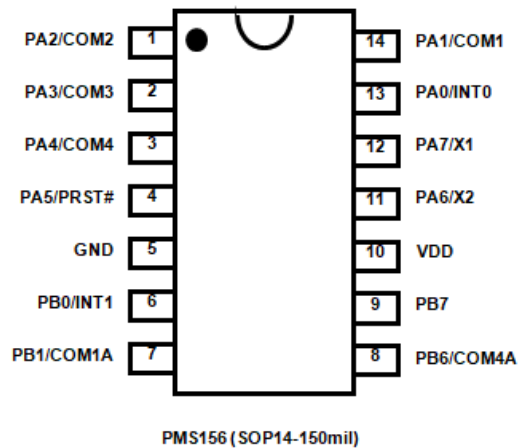 PA2/COM2 1 14 PA1/COM1
PA3/COM3 2 13 PA0/INT0
PA4/COM4 3 12 PA7/X1
PA5/PRST# 4 11 PA6/X2
GND 5 10 VDD
PB0/INT1 6 9 PB7
PB1/COM1A 7 8 PB6/COM4A
PMS156 (SOP14-150mil)